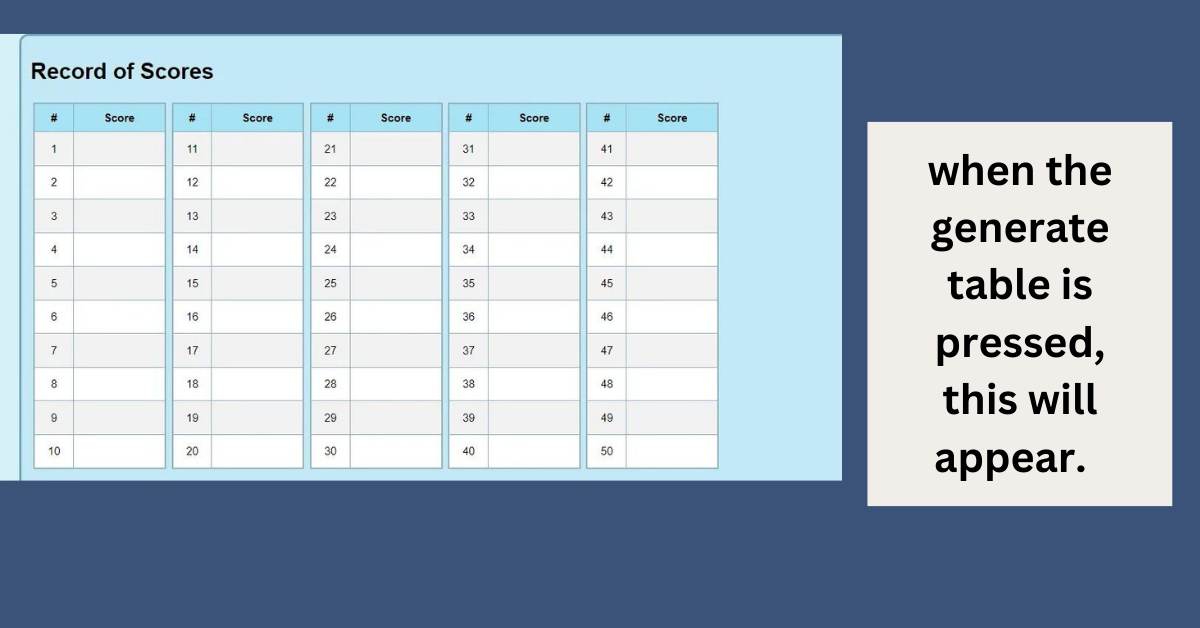 Record of Scores
# Score # Score # Score # Score # Score
1 11 21 31 41
2 12 22 32 42
3 13 23 33 43
4 14 24 34 44
5 15 25 35 45
6 16 26 36 46
7 17 27 37 47
8 18 28 38 48
9 19 29 39 49
10 20 30 40 50
when the
generate
table is
pressed,
this will
appear.